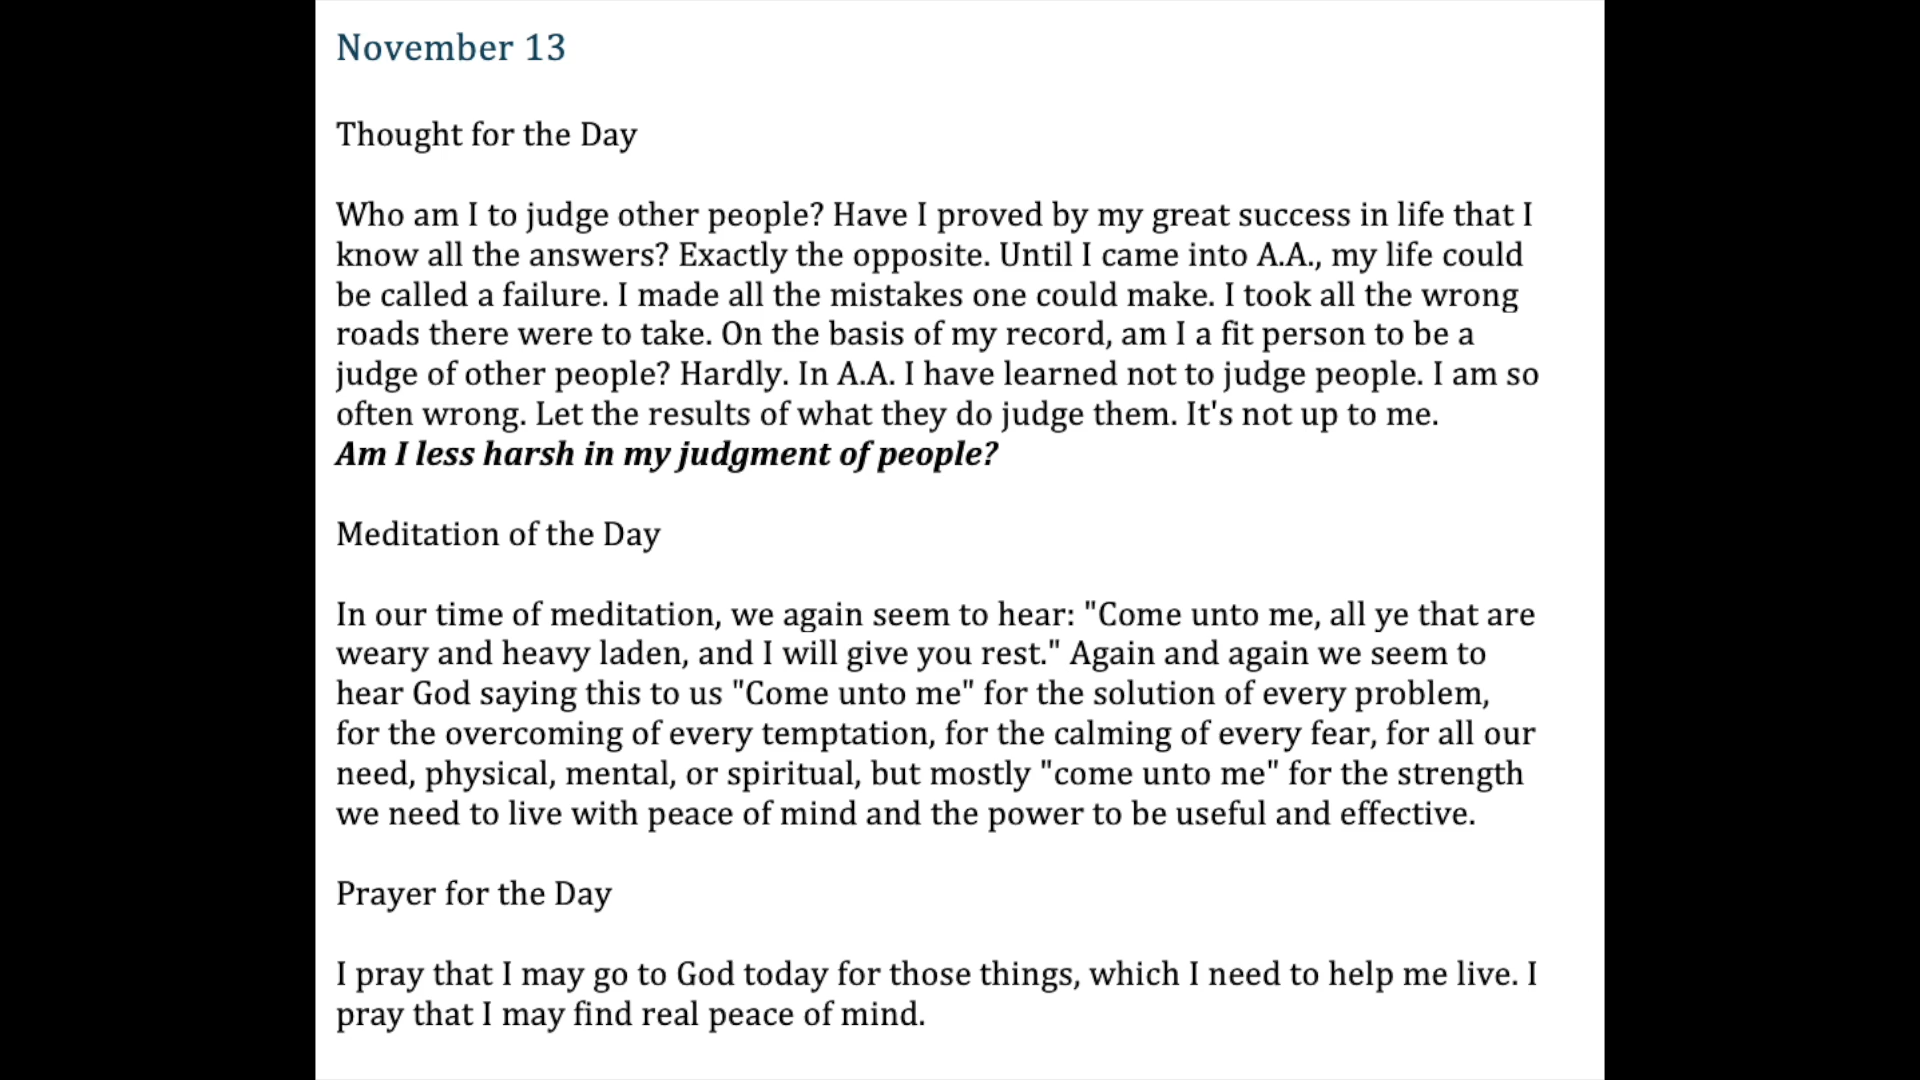 November 13
Thought for the Day
Who am I to judge other people? Have I proved by my great success in life that I
know all the answers? Exactly the opposite. Until I came into A.A., my life could
be called a failure. I made all the mistakes one could make. I took all the wrong
roads there were to take. On the basis of my record, am I a fit person to be a
judge of other people? Hardly. In A.A. I have learned not to judge people. I am so
often wrong. Let the results of what they do judge them. It's not up to me.
Am I less harsh in my judgment of people?
Meditation of the Day
In our time of meditation, we again seem to hear: "Come unto me, all ye that are
weary and heavy laden, and I will give you rest." Again and again we seem to
hear God saying this to us "Come unto me" for the solution of every problem,
for the overcoming of every temptation, for the calming of every fear, for all our
need, physical, mental, or spiritual, but mostly "come unto me" for the strength
we need to live with peace of mind and the power to be useful and effective.
Prayer for the Day
I pray that I may go to God today for those things, which I need to help me live. I
pray that I may find real peace of mind.